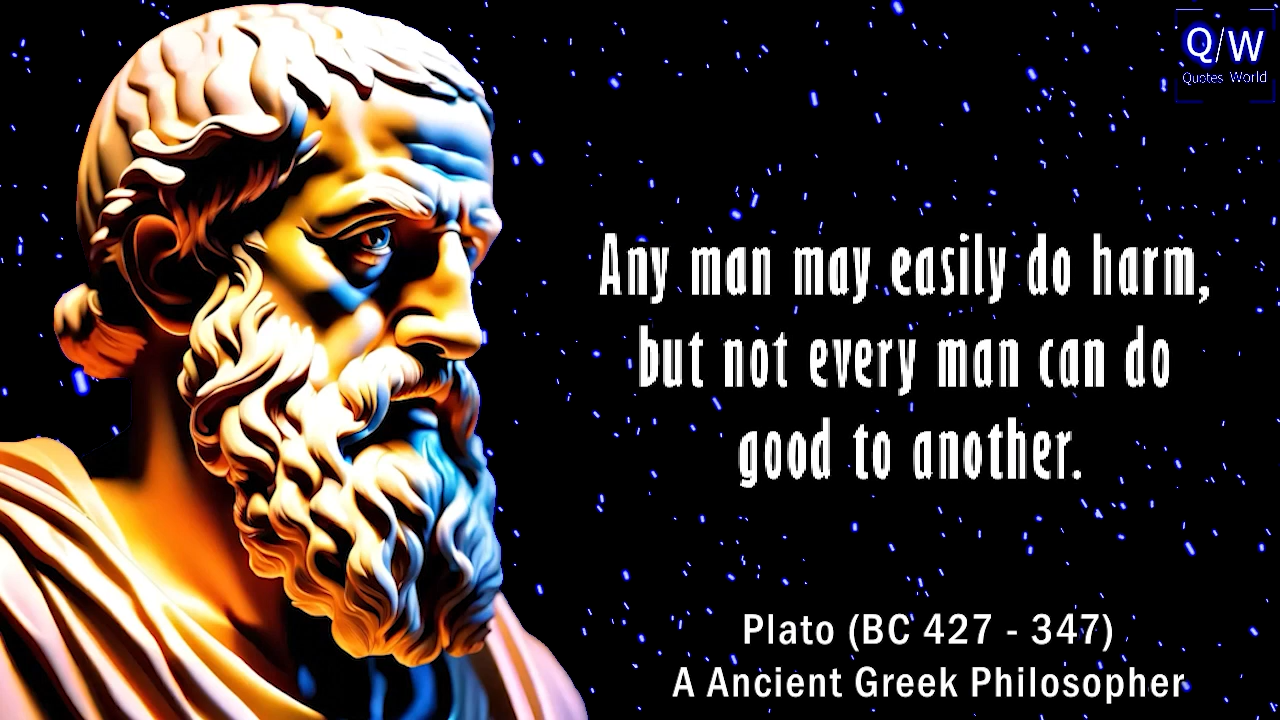 Q/W
Quotes World
Any man may easily do harm,
but not every man can do
good to another.
Plato (BC 427 - 347)
A Ancient Greek Philosopher